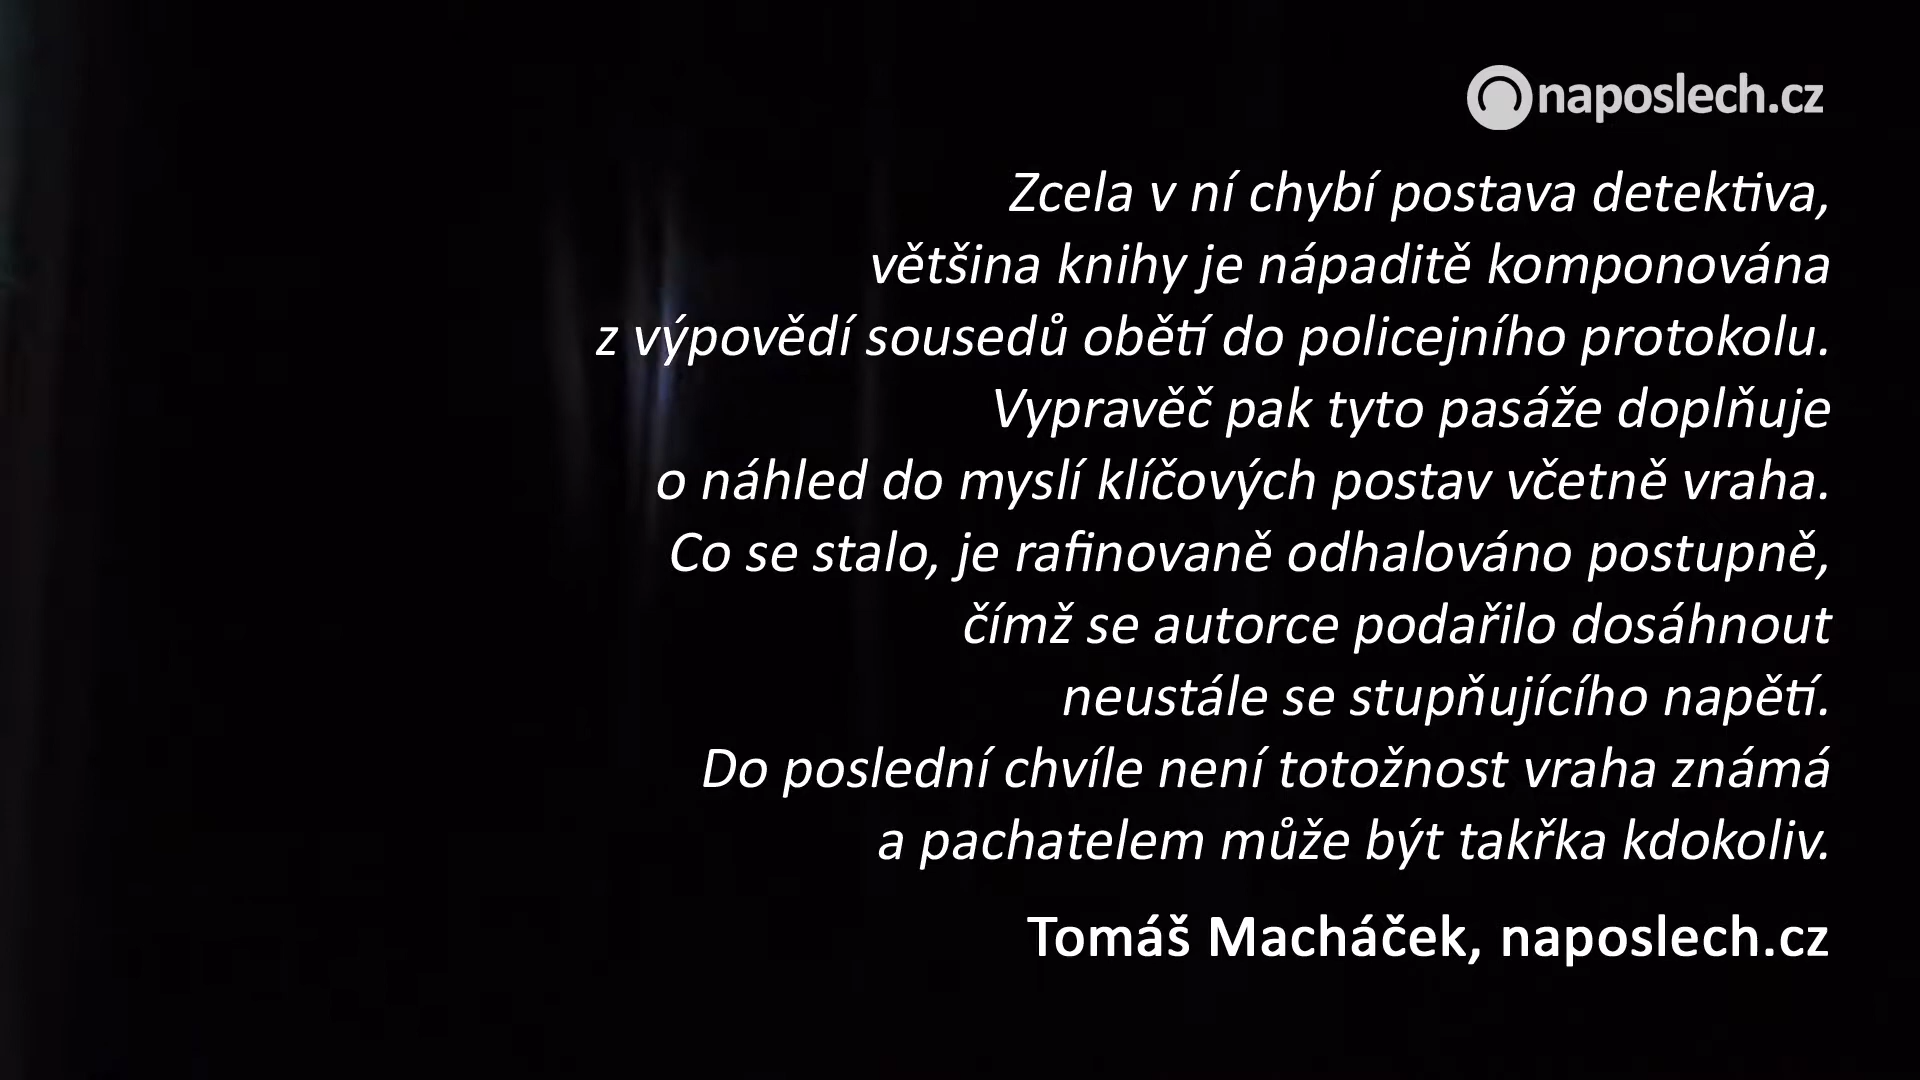 naposlech.cz
Zcela v ní chybí postava detektiva,
většina knihy je nápaditě komponována
z výpovědí sousedů obětí do policejního protokolu.
Vypravěč pak tyto pasáže doplňuje
o náhled do myslí klíčových postav včetně vraha.
Co se stalo, je rafinovaně odhalováno postupně,
čímž se autorce podařilo dosáhnout
neustále se stupňujícího napětí.
Do poslední chvíle není totožnost vraha známá
a pachatelem může být takřka kdokoliv.
Tomáš Macháček, naposlech.cz